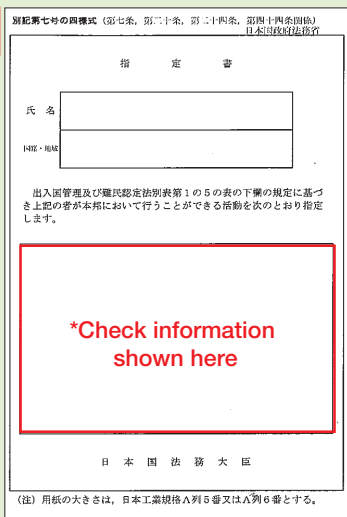 別記第七号の四様式（第七条，第二十条，第二十四条，第四十四条関係）
日本国政府法務省
指 定 書
氏 名
国籍・地域
出入国管理及び難民認定法別表第１の５の表の下欄の規定に基づ
き上記の者が本邦において行うことができる活動を次のとおり指定
します。
*Check information
shown here
日 本 国 法 務 大 臣
（注）用紙の大きさは，日本工業規格Ａ列５番又はＡ列６番とする。